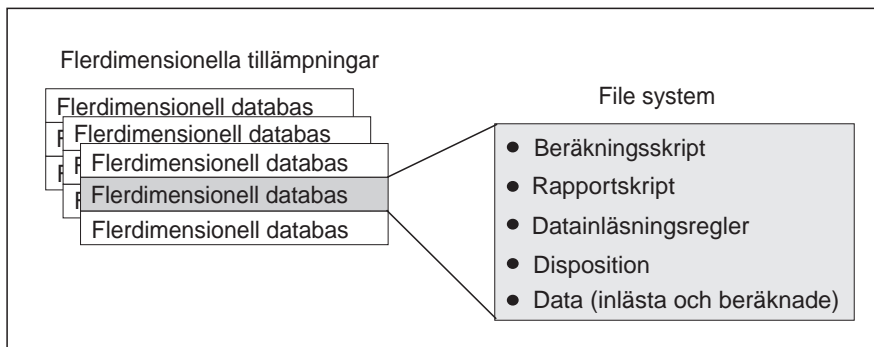 Flerdimensionella tillämpningar
Flerdimensionell databas
Flerdimensionell databas
Flerdimensionell databas
Flerdimensionell databas
Flerdimensionell databas
File system
Beräkningsskript
Rapportskript
Datainläsningsregler
Disposition
Data (inlästa och beräknade)